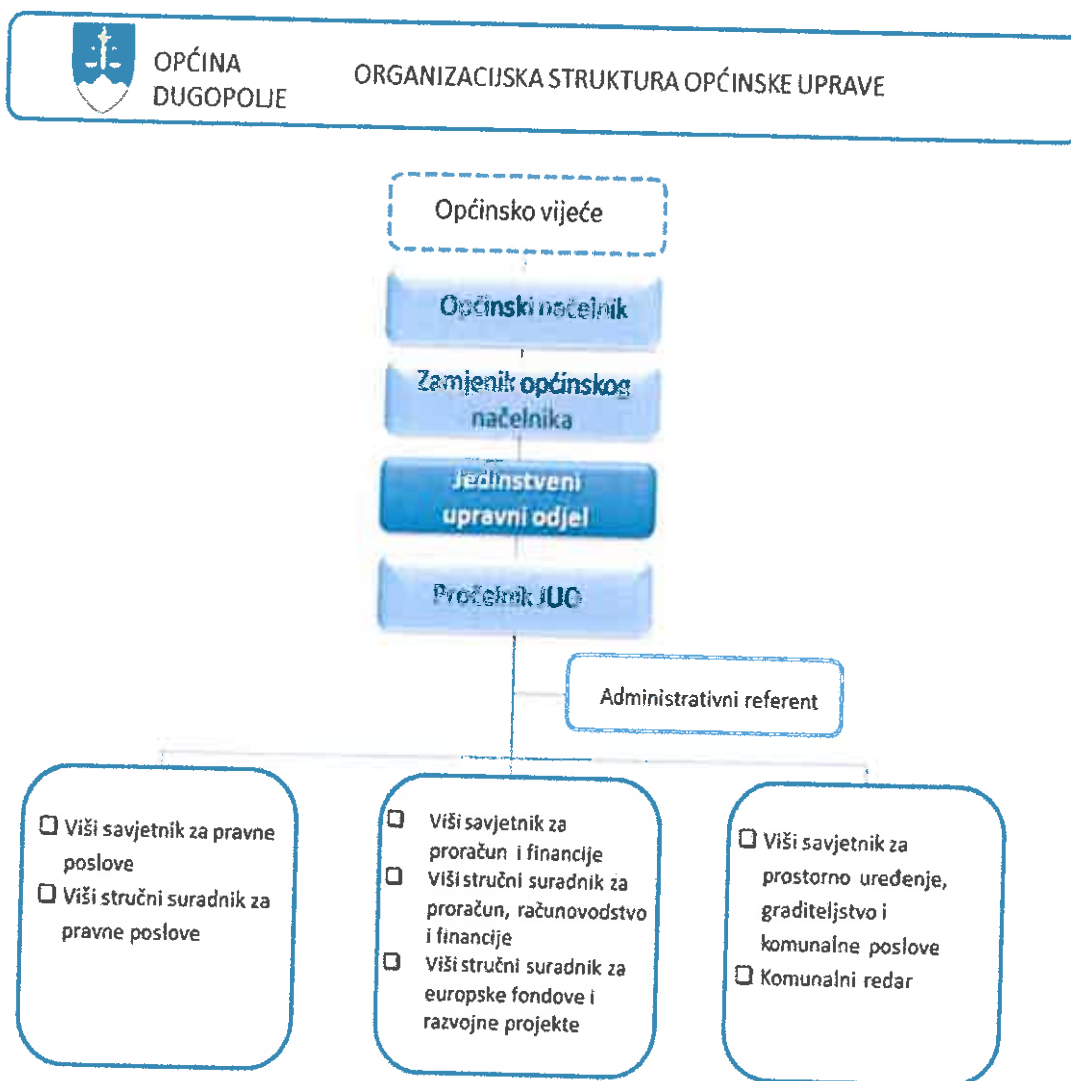 OPĆINA
DUGOPOLJE
ORGANIZACIJSKA STRUKTURA OPĆINSKE UPRAVE
Općinsko vijeće
Općinski načelnik
Zamjenik općinskog
načelnika
Jedinstveni
upravni odjel
Pročelnik JUO
Administrativni referent
Viši savjetnik za pravne
poslove
Viši stručni suradnik za
pravne poslove
Viši savjetnik za
proračun i financije
Viši stručni suradnik za
proračun, računovodstvo
i financije
Viši stručni suradnik za
europske fondove i
razvojne projekte
Viši savjetnik za
prostorno uređenje,
graditeljstvo i
komunalne poslove
Komunalni redar